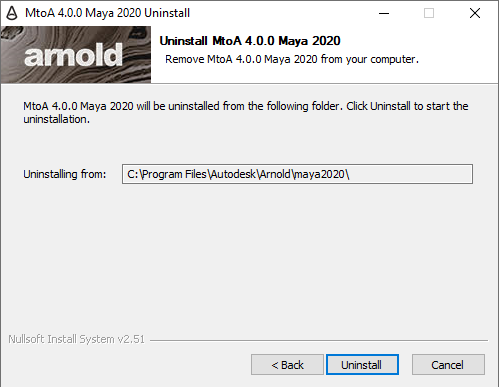 MtoA 4.0.0 Maya 2020 Uninstall
arnold
Uninstall MtoA 4.0.0 Maya 2020
Remove MtoA 4.0.0 Maya 2020 from your computer.
MtoA 4.0.0 Maya 2020 will be uninstalled from the following folder. Click Uninstall to start the
uninstallation.
Uninstalling from: C:\Program Files\Autodesk\Arnold\maya2020\
Nullsoft Install System v2.51
< Back Uninstall Cancel